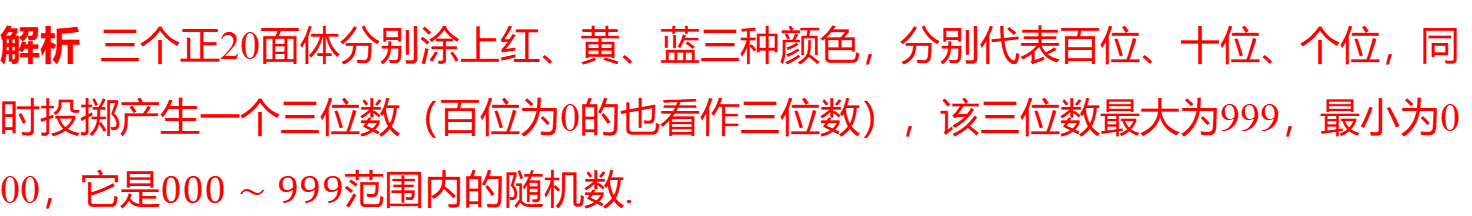 解析 三个正20面体分别涂上红、黄、蓝三种颜色，分别代表百位、十位、个位，同
时投掷产生一个三位数（百位为0的也看作三位数），该三位数最大为999，最小为0
00，它是000 ~ 999范围内的随机数.